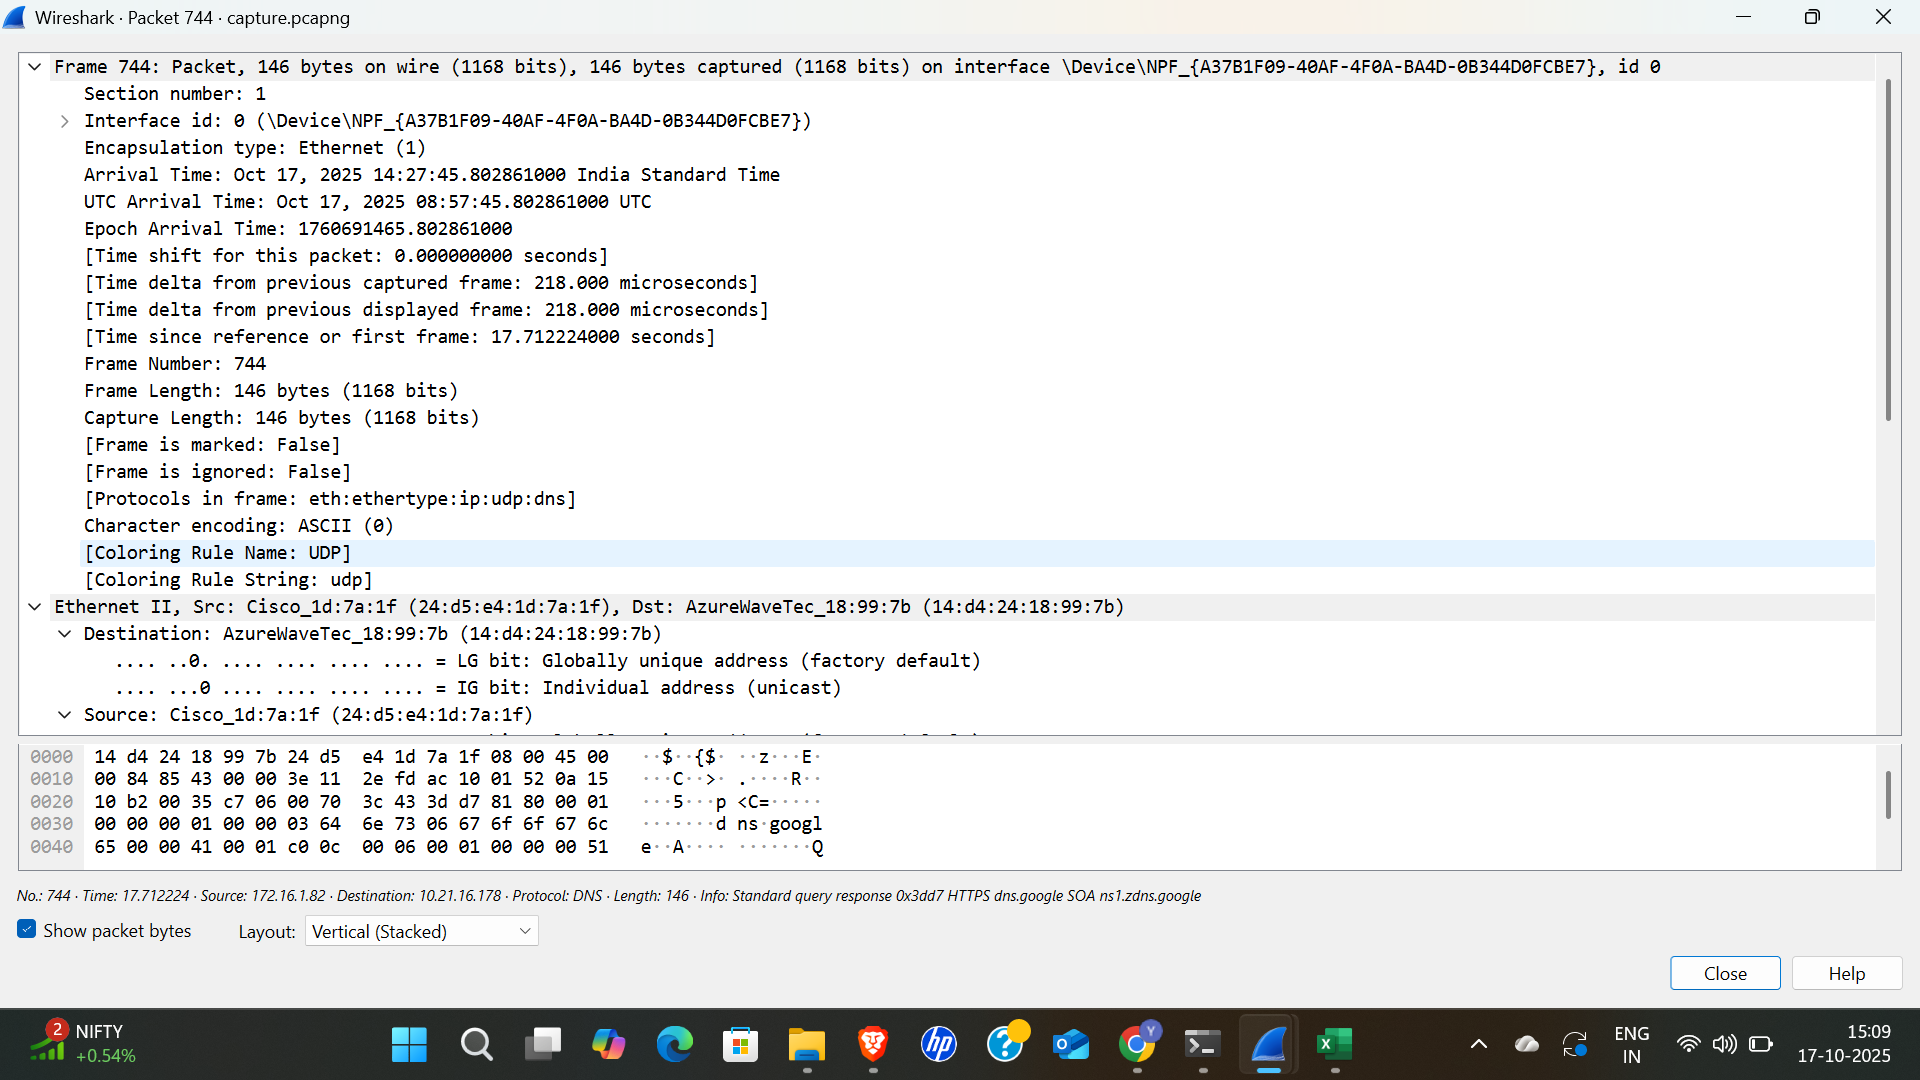 Wireshark · Packet 744 · capture.pcapng
Frame 744: Packet, 146 bytes on wire (1168 bits), 146 bytes captured (1168 bits) on interface \Device\NPF_{A37B1F09-40AF-4F0A-BA4D-0B344D0FCBE7}, id 0
Section number: 1
Interface id: 0 (\Device\NPF_{A37B1F09-40AF-4F0A-BA4D-0B344D0FCBE7})
Encapsulation type: Ethernet (1)
Arrival Time: Oct 17, 2025 14:27:45.802861000 India Standard Time
UTC Arrival Time: Oct 17, 2025 08:57:45.802861000 UTC
Epoch Arrival Time: 1760691465.802861000
[Time shift for this packet: 0.000000000 seconds]
[Time delta from previous captured frame: 218.000 microseconds]
[Time delta from previous displayed frame: 218.000 microseconds]
[Time since reference or first frame: 17.712224000 seconds]
Frame Number: 744
Frame Length: 146 bytes (1168 bits)
Capture Length: 146 bytes (1168 bits)
[Frame is marked: False]
[Frame is ignored: False]
[Protocols in frame: eth:ethertype:ip:udp:dns]
Character encoding: ASCII (0)
[Coloring Rule Name: UDP]
[Coloring Rule String: udp]
Ethernet II, Src: Cisco_1d:7a:1f (24:d5:e4:1d:7a:1f), Dst: AzureWaveTec_18:99:7b (14:d4:24:18:99:7b)
Destination: AzureWaveTec_18:99:7b (14:d4:24:18:99:7b)
.... ..0. .... .... .... .... = LG bit: Globally unique address (factory default)
.... ...0 .... .... .... .... = IG bit: Individual address (unicast)
Source: Cisco_1d:7a:1f (24:d5:e4:1d:7a:1f)
0000 14 d4 24 18 99 7b 24 d5 e4 1d 7a 1f 08 00 45 00 ··$··{$· ··z···E·
0010 00 84 85 43 00 00 3e 11 2e fd ac 10 01 52 0a 15 ···C··>· .····R··
0020 10 b2 00 35 c7 06 00 70 3c 43 3d d7 81 80 00 01 ···5···p <C=·····
0030 00 00 00 01 00 00 03 64 6e 73 06 67 6f 6f 67 6c ·······d ns·googl
0040 65 00 00 41 00 01 c0 0c 00 06 00 01 00 00 00 51 e··A···· ·······Q
No.: 744 · Time: 17.712224 · Source: 172.16.1.82 · Destination: 10.21.16.178 · Protocol: DNS · Length: 146 · Info: Standard query response 0x3dd7 HTTPS dns.google SOA ns1.zdns.google
Show packet bytes Layout: Vertical (Stacked)
Close Help
2 NIFTY
+0.54%
hp
Y
ENG
IN
15:09
17-10-2025